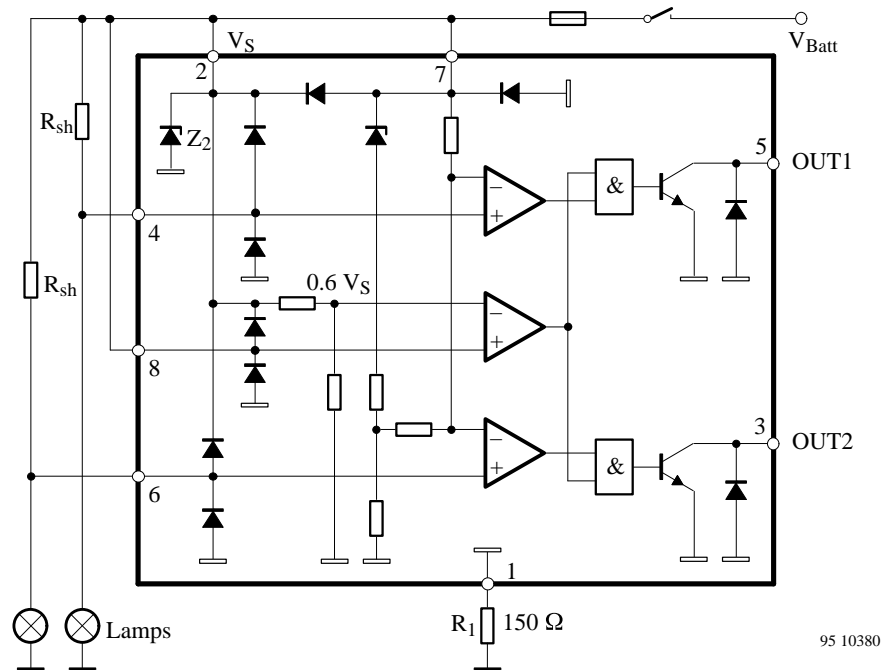 V_S
2
7
V_Batt
R_sh
Z_2
5
OUT1
−
&
+
4
R_sh
0.6 V_S
−
+
8
3
OUT2
−
&
+
6
1
R_1
150 Ω
Lamps
95 10380